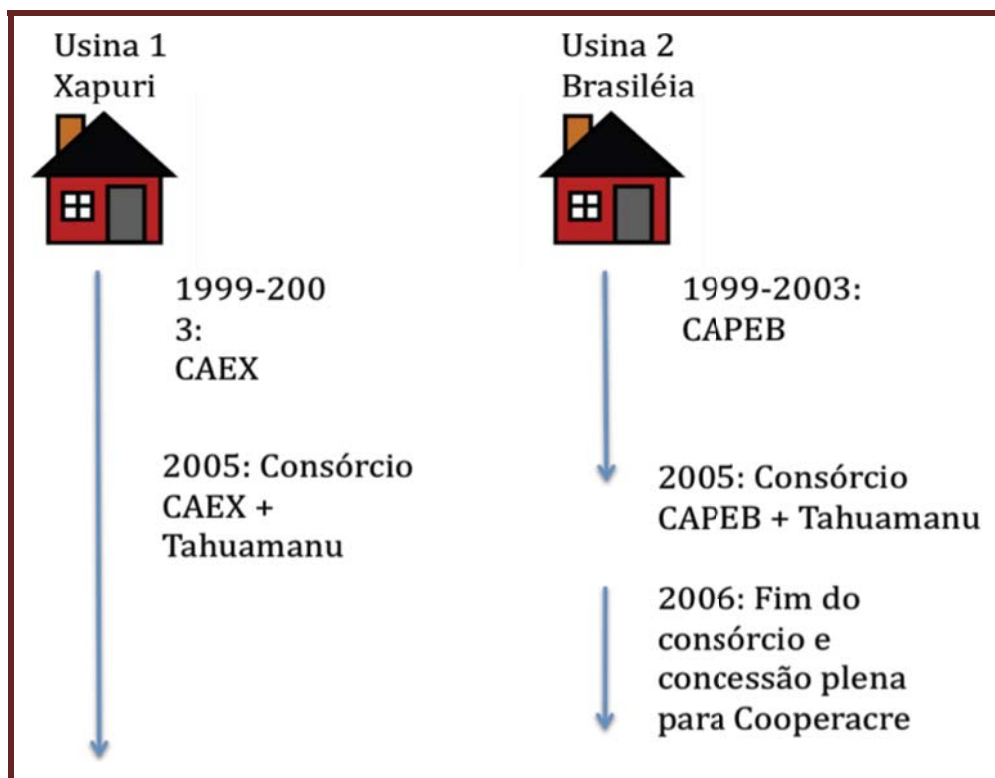 Usina 1
Xapuri
1999-200
3:
CAEX
2005: Consórcio
CAEX +
Tahuamanu
Usina 2
Brasiléia
1999-2003:
CAPEB
2005: Consórcio
CAPEB + Tahuamanu
2006: Fim do
consórcio e
concessão plena
para Cooperacre